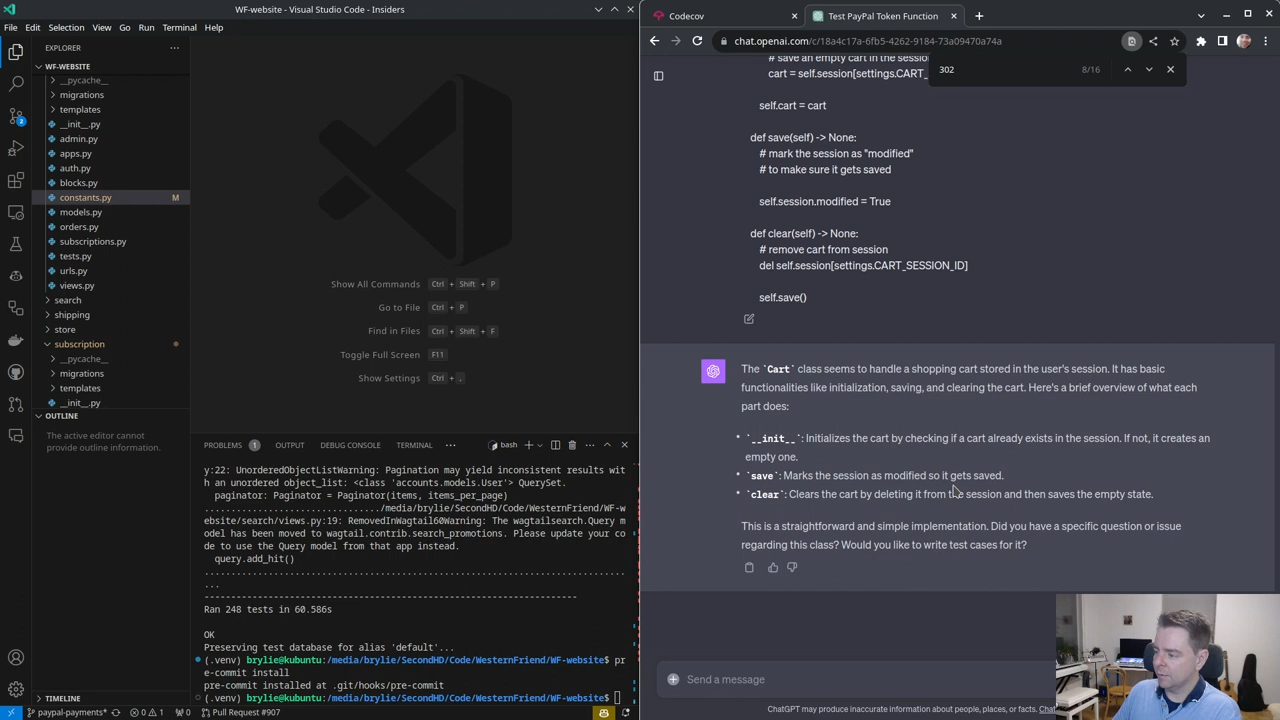 WF-website - Visual Studio Code - Insiders
File Edit Selection View Go Run Terminal Help
EXPLORER
WF-WEBSITE
__pycache__
migrations
templates
__init__.py
admin.py
apps.py
auth.py
blocks.py
constants.py M
models.py
orders.py
subscriptions.py
tests.py
urls.py
views.py
search
shipping
store
subscription
__pycache__
migrations
templates
__init__.py
OUTLINE
The active editor cannot
provide outline information.
TIMELINE
2
Show All Commands Ctrl + Shift + P
Go to File Ctrl + P
Find in Files Ctrl + Shift + F
Toggle Full Screen F11
Show Settings Ctrl + ,
PROBLEMS 1 OUTPUT DEBUG CONSOLE TERMINAL bash
y:22: UnorderedObjectListWarning: Pagination may yield inconsistent results wit
h an unordered object_list: <class 'accounts.models.User'> QuerySet.
paginator: Paginator = Paginator(items, items_per_page)
................................./media/brylie/SecondHD/Code/WesternFriend/WF-we
bsite/search/views.py:19: RemovedInWagtail60Warning: The wagtailsearch.Query m
odel has been moved to wagtail.contrib.search_promotions. Please update your co
de to use the Query model from that app instead.
query.add_hit()
...............................................................................
...
----------------------------------------------------------------------
Ran 248 tests in 60.586s
OK
Preserving test database for alias 'default'...
(.venv) brylie@kubuntu:/media/brylie/SecondHD/Code/WesternFriend/WF-website$ pr
e-commit install
pre-commit installed at .git/hooks/pre-commit
(.venv) brylie@kubuntu:/media/brylie/SecondHD/Code/WesternFriend/WF-website$
paypal-payments* 0 1 0 Pull Request #907
Codecov
Test PayPal Token Function
chat.openai.com/c/18a4c17a-6fb5-4262-9184-73a09470a74a
302 8/16
# save an empty cart in the session
cart = self.session[settings.CART_
self.cart = cart
def save(self) -> None:
# mark the session as "modified"
# to make sure it gets saved
self.session.modified = True
def clear(self) -> None:
# remove cart from session
del self.session[settings.CART_SESSION_ID]
self.save()
The `Cart` class seems to handle a shopping cart stored in the user's session. It has basic
functionalities like initialization, saving, and clearing the cart. Here's a brief overview of what each
part does:
* `__init__`: Initializes the cart by checking if a cart already exists in the session. If not, it creates an
empty one.
* `save`: Marks the session as modified so it gets saved.
* `clear`: Clears the cart by deleting it from the session and then saves the empty state.
This is a straightforward and simple implementation. Did you have a specific question or issue
regarding this class? Would you like to write test cases for it?
Send a message
ChatGPT may produce inaccurate information about people, places, or facts. Chat